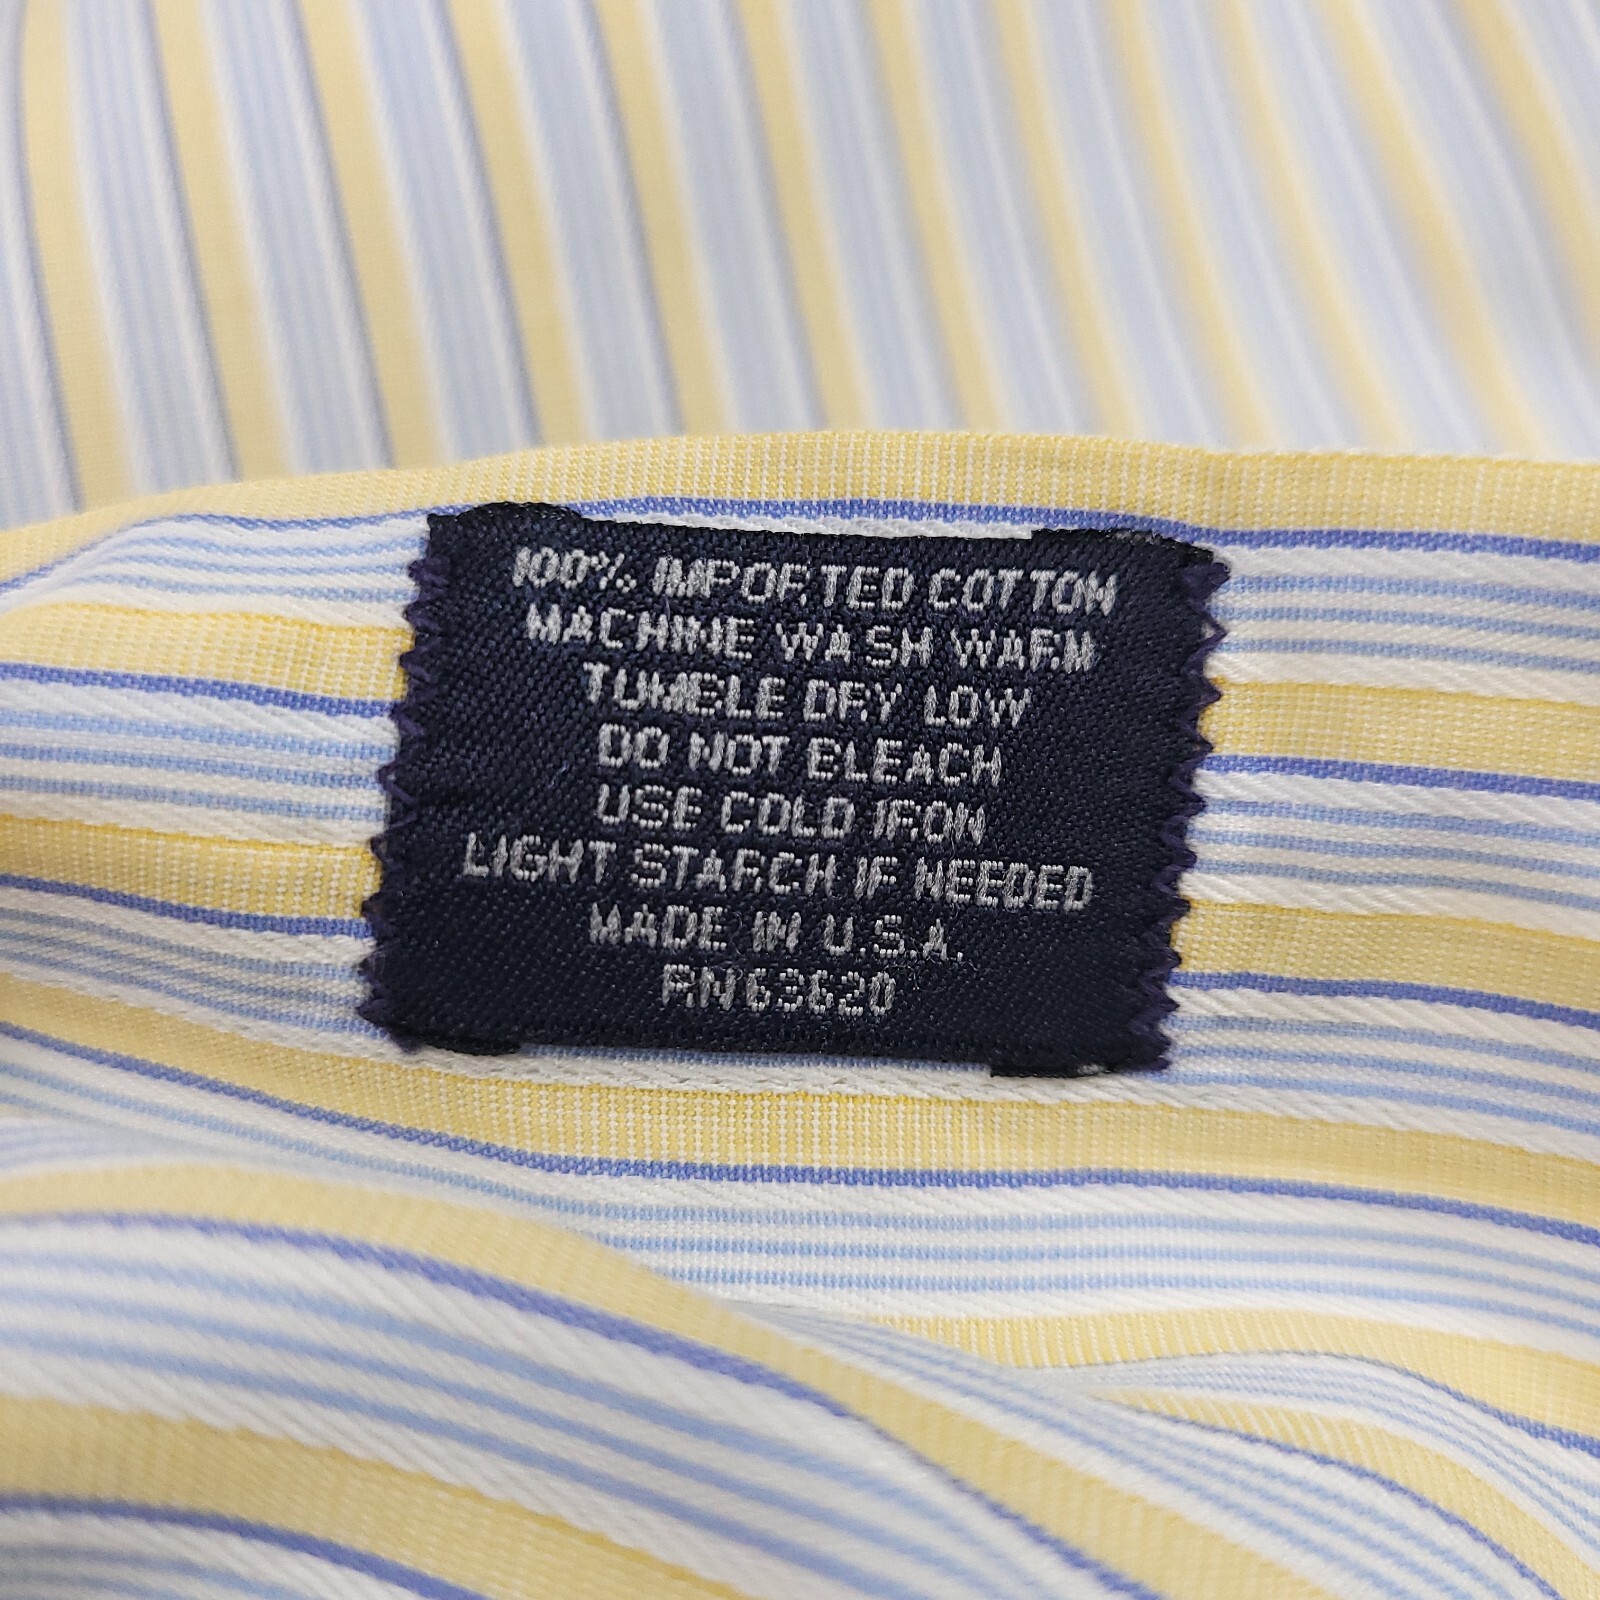 100% IMPORTED COTTON
MACHINE WASH WARM
TUMBLE DRY LOW
DO NOT BLEACH
USE COLD IRON
LIGHT STARCH IF NEEDED
MADE IN U.S.A.
RN63620